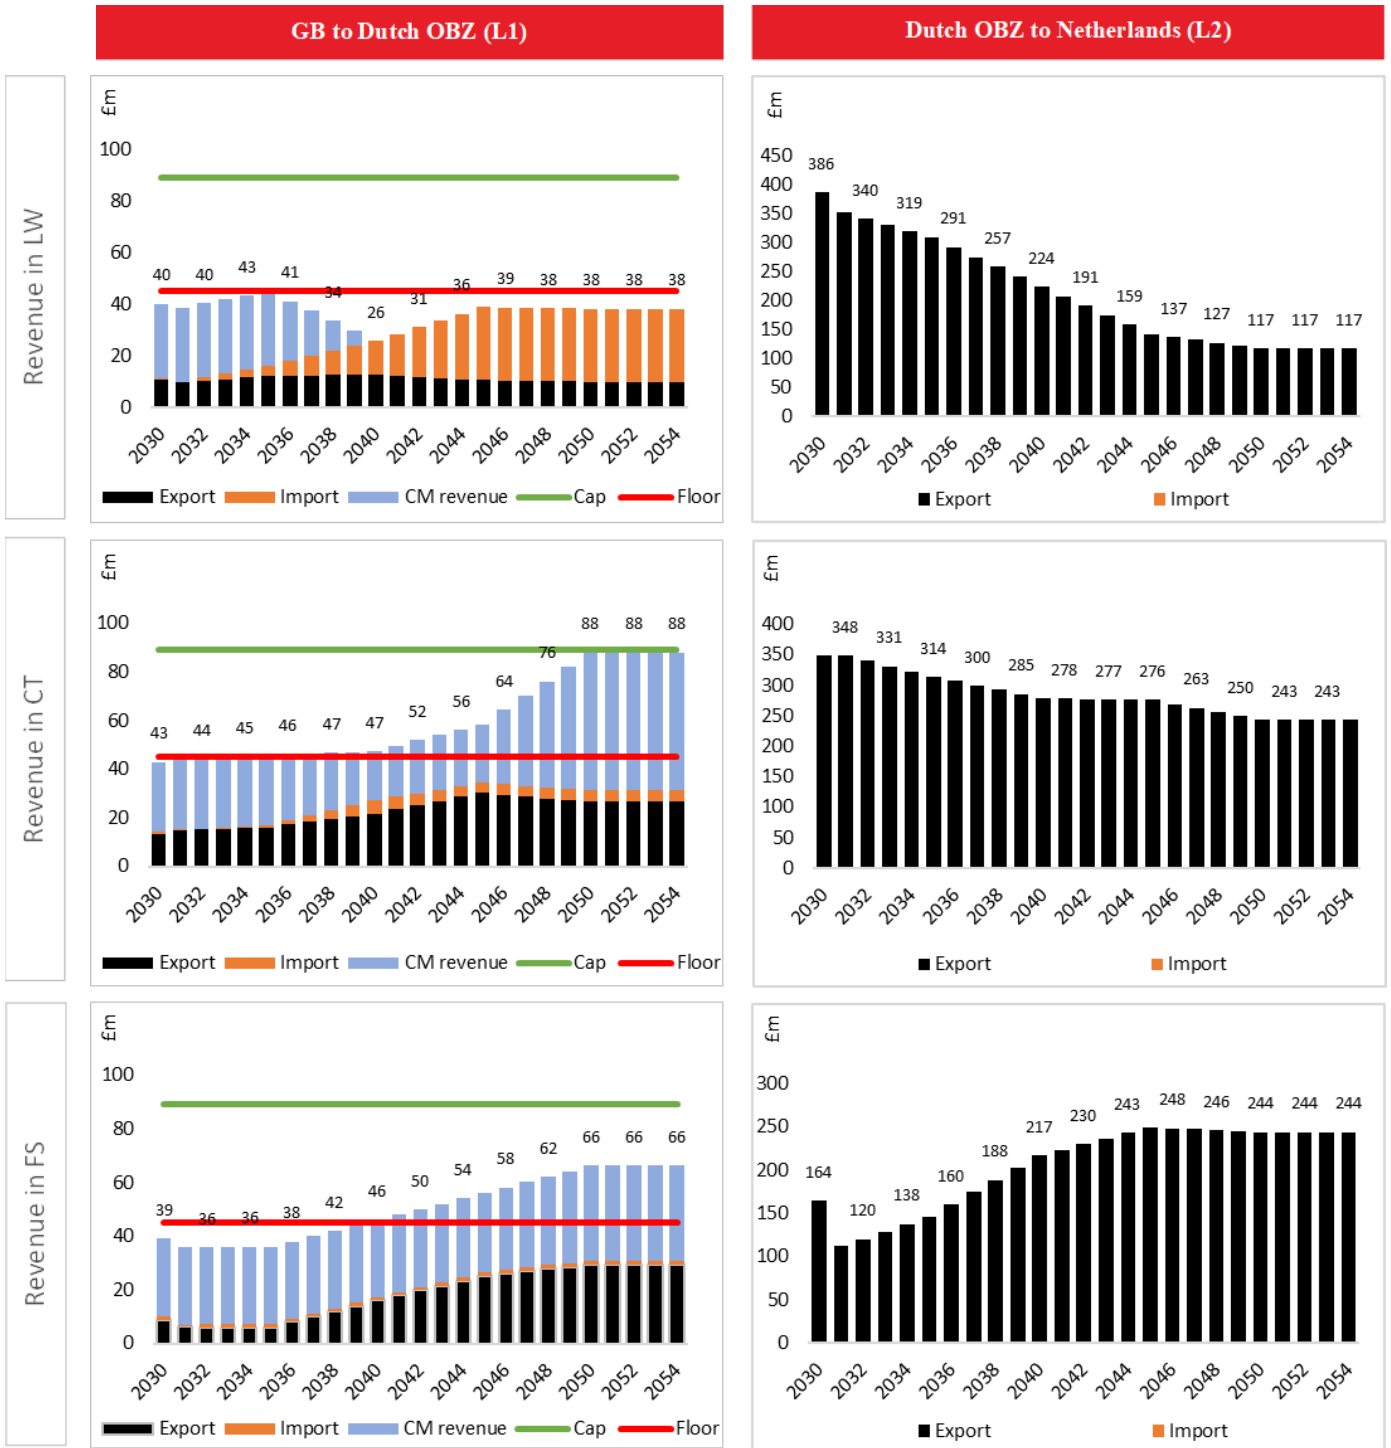 GB to Dutch OBZ (L1)
Dutch OBZ to Netherlands (L2)
Revenue in LW
£m
100
80
60
40
20
0
40 40 43 41 34 26 31 36 39 38 38 38 38
2030 2032 2034 2036 2038 2040 2042 2044 2046 2048 2050 2052 2054
Export Import CM revenue Cap Floor
£m
450
400
350
300
250
200
150
100
50
0
386 340 319 291 257 224 191 159 137 127 117 117 117
2030 2032 2034 2036 2038 2040 2042 2044 2046 2048 2050 2052 2054
Export Import
Revenue in CT
£m
100
80
60
40
20
0
43 44 45 46 47 47 52 56 64 76 88 88 88
2030 2032 2034 2036 2038 2040 2042 2044 2046 2048 2050 2052 2054
Export Import CM revenue Cap Floor
£m
400
350
300
250
200
150
100
50
0
348 331 314 300 285 278 277 276 263 250 243 243
2030 2032 2034 2036 2038 2040 2042 2044 2046 2048 2050 2052 2054
Export Import
Revenue in FS
£m
100
80
60
40
20
0
39 36 36 38 42 46 50 54 58 62 66 66 66
2030 2032 2034 2036 2038 2040 2042 2044 2046 2048 2050 2052 2054
Export Import CM revenue Cap Floor
£m
300
250
200
150
100
50
0
164 120 138 160 188 217 230 243 248 246 244 244 244
2030 2032 2034 2036 2038 2040 2042 2044 2046 2048 2050 2052 2054
Export Import